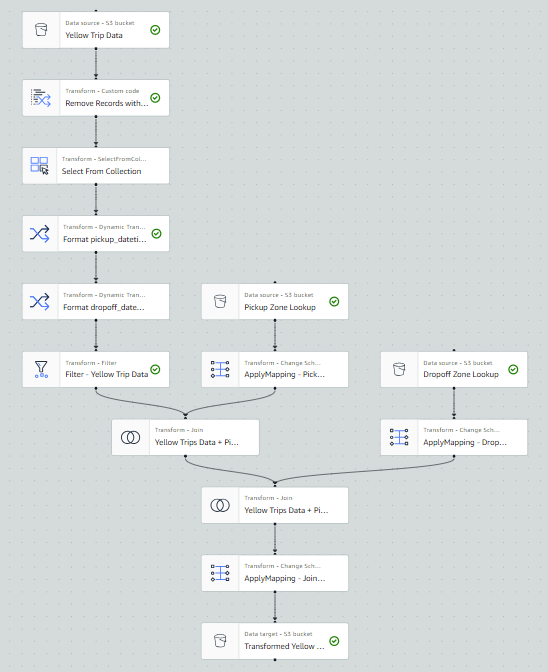 Data source - S3 bucket
Yellow Trip Data
Transform - Custom code
Remove Records with...
Transform - SelectFromCol...
Select From Collection
Transform - Dynamic Tran...
Format pickup_dateti...
Transform - Dynamic Tran...
Format dropoff_date...
Data source - S3 bucket
Pickup Zone Lookup
Transform - Filter
Filter - Yellow Trip Data
Transform - Change Sch...
ApplyMapping - Pick...
Data source - S3 bucket
Dropoff Zone Lookup
Transform - Join
Yellow Trips Data + Pi...
Transform - Change Sch...
ApplyMapping - Drop...
Transform - Join
Yellow Trips Data + Pi...
Transform - Change Sch...
ApplyMapping - Join...
Data target - S3 bucket
Transformed Yellow ...